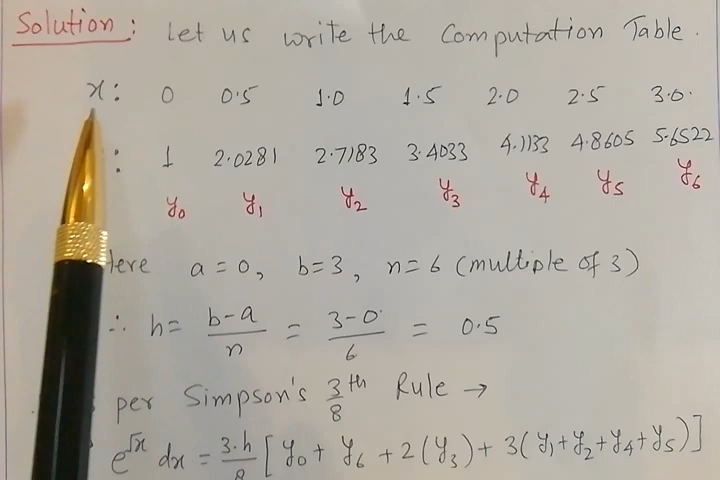 Solution: Let us write the Computation Table.
x: 0 0.5 1.0 1.5 2.0 2.5 3.0.
: 1 2.0281 2.7183 3.4033 4.1133 4.8605 5.6522
y₀ y₁ y₂ y₃ y₄ y₅ y₆
Here a=0, b=3, n=6 (multiple of 3)
∴ h= (b-a)/n = (3-0)/6 = 0.5
per Simpson's 3/8 th Rule →
e^√x dx = 3.h/8 [y₀+ y₆ +2(y₃)+ 3(y₁+y₂+y₄+y₅)]